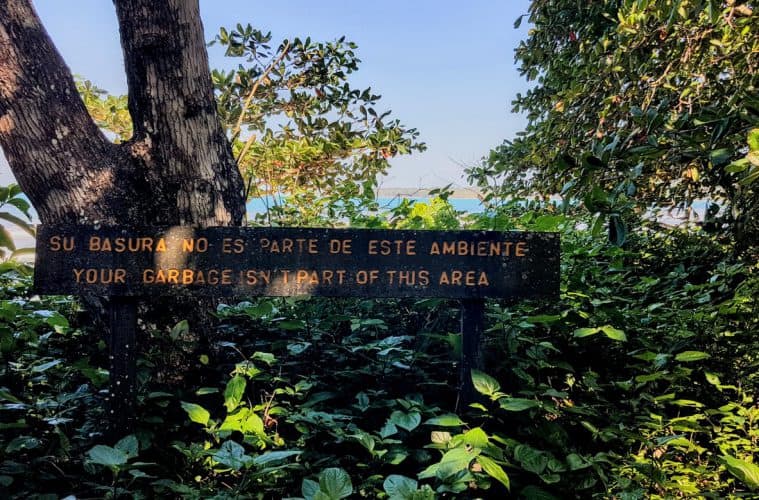 SU BASURA NO ES PARTE DE ESTE AMBIENTE
YOUR GARBAGE ISN'T PART OF THIS AREA